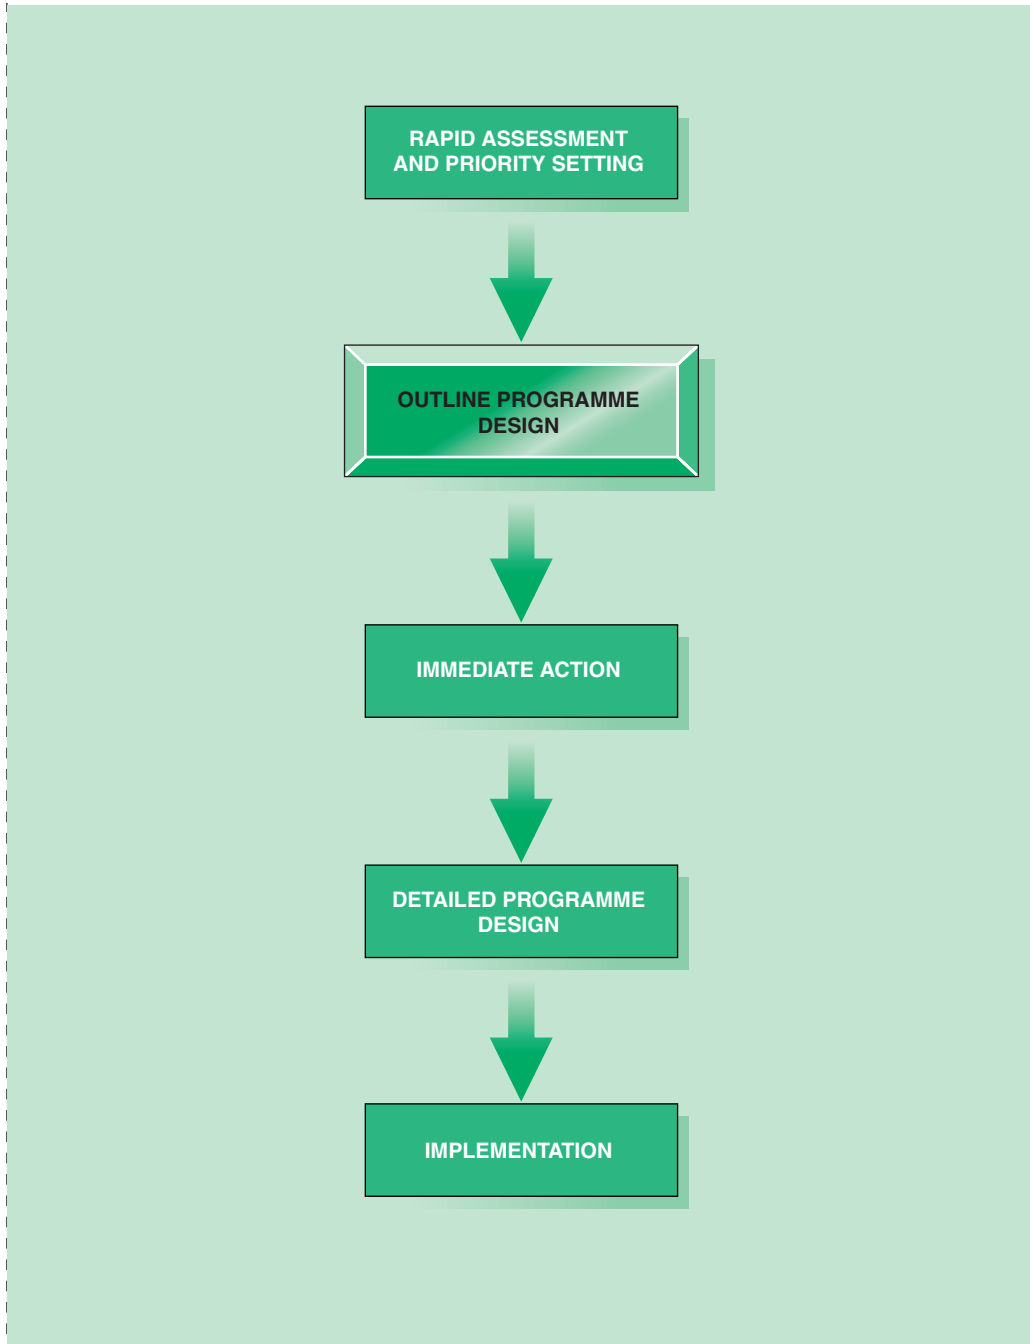 RAPID ASSESSMENT
AND PRIORITY SETTING
OUTLINE PROGRAMME
DESIGN
IMMEDIATE ACTION
DETAILED PROGRAMME
DESIGN
IMPLEMENTATION